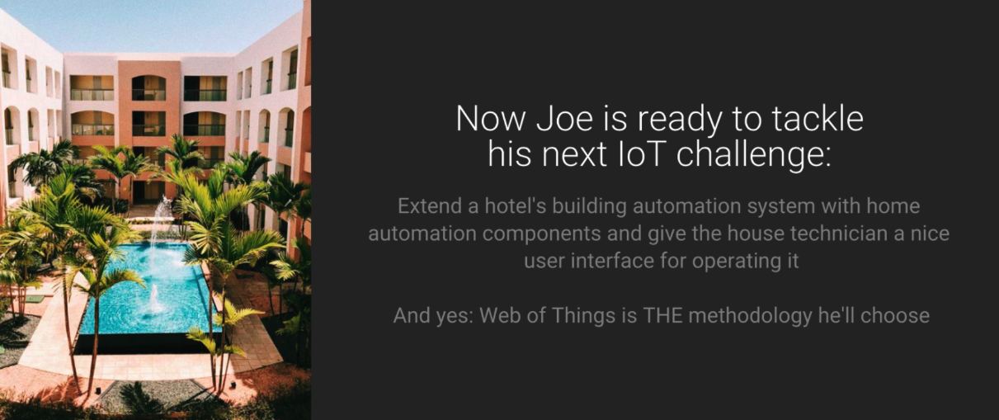 Now Joe is ready to tackle
his next IoT challenge:
Extend a hotel's building automation system with home
automation components and give the house technician a nice
user interface for operating it
And yes: Web of Things is THE methodology he'll choose